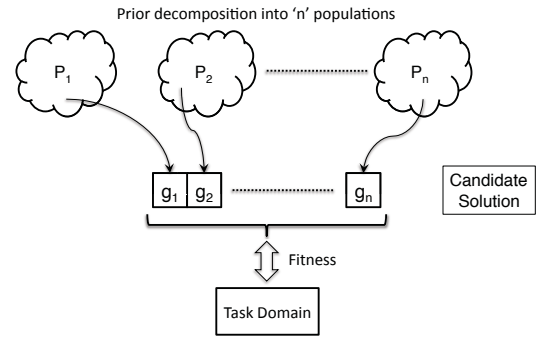 Prior decomposition into ‘n’ populations
P1 P2 Pn
g1 g2 gn
Candidate
Solution
Fitness
Task Domain